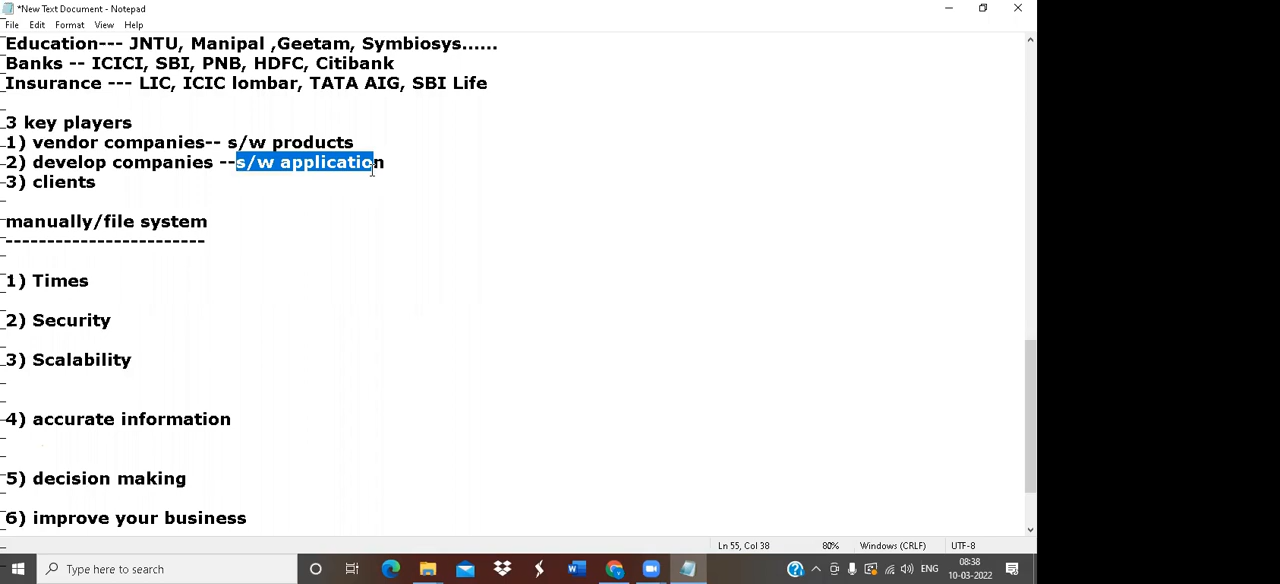 *New Text Document - Notepad
File Edit Format View Help
Education--- JNTU, Manipal ,Geetam, Symbiosys......
Banks -- ICICI, SBI, PNB, HDFC, Citibank
Insurance --- LIC, ICIC lombar, TATA AIG, SBI Life
3 key players
1) vendor companies-- s/w products
2) develop companies --s/w application
3) clients
manually/file system
------------------------
1) Times
2) Security
3) Scalability
4) accurate information
5) decision making
6) improve your business
Ln 55, Col 38 80% Windows (CRLF) UTF-8
Type here to search
ENG
08:38
10-03-2022